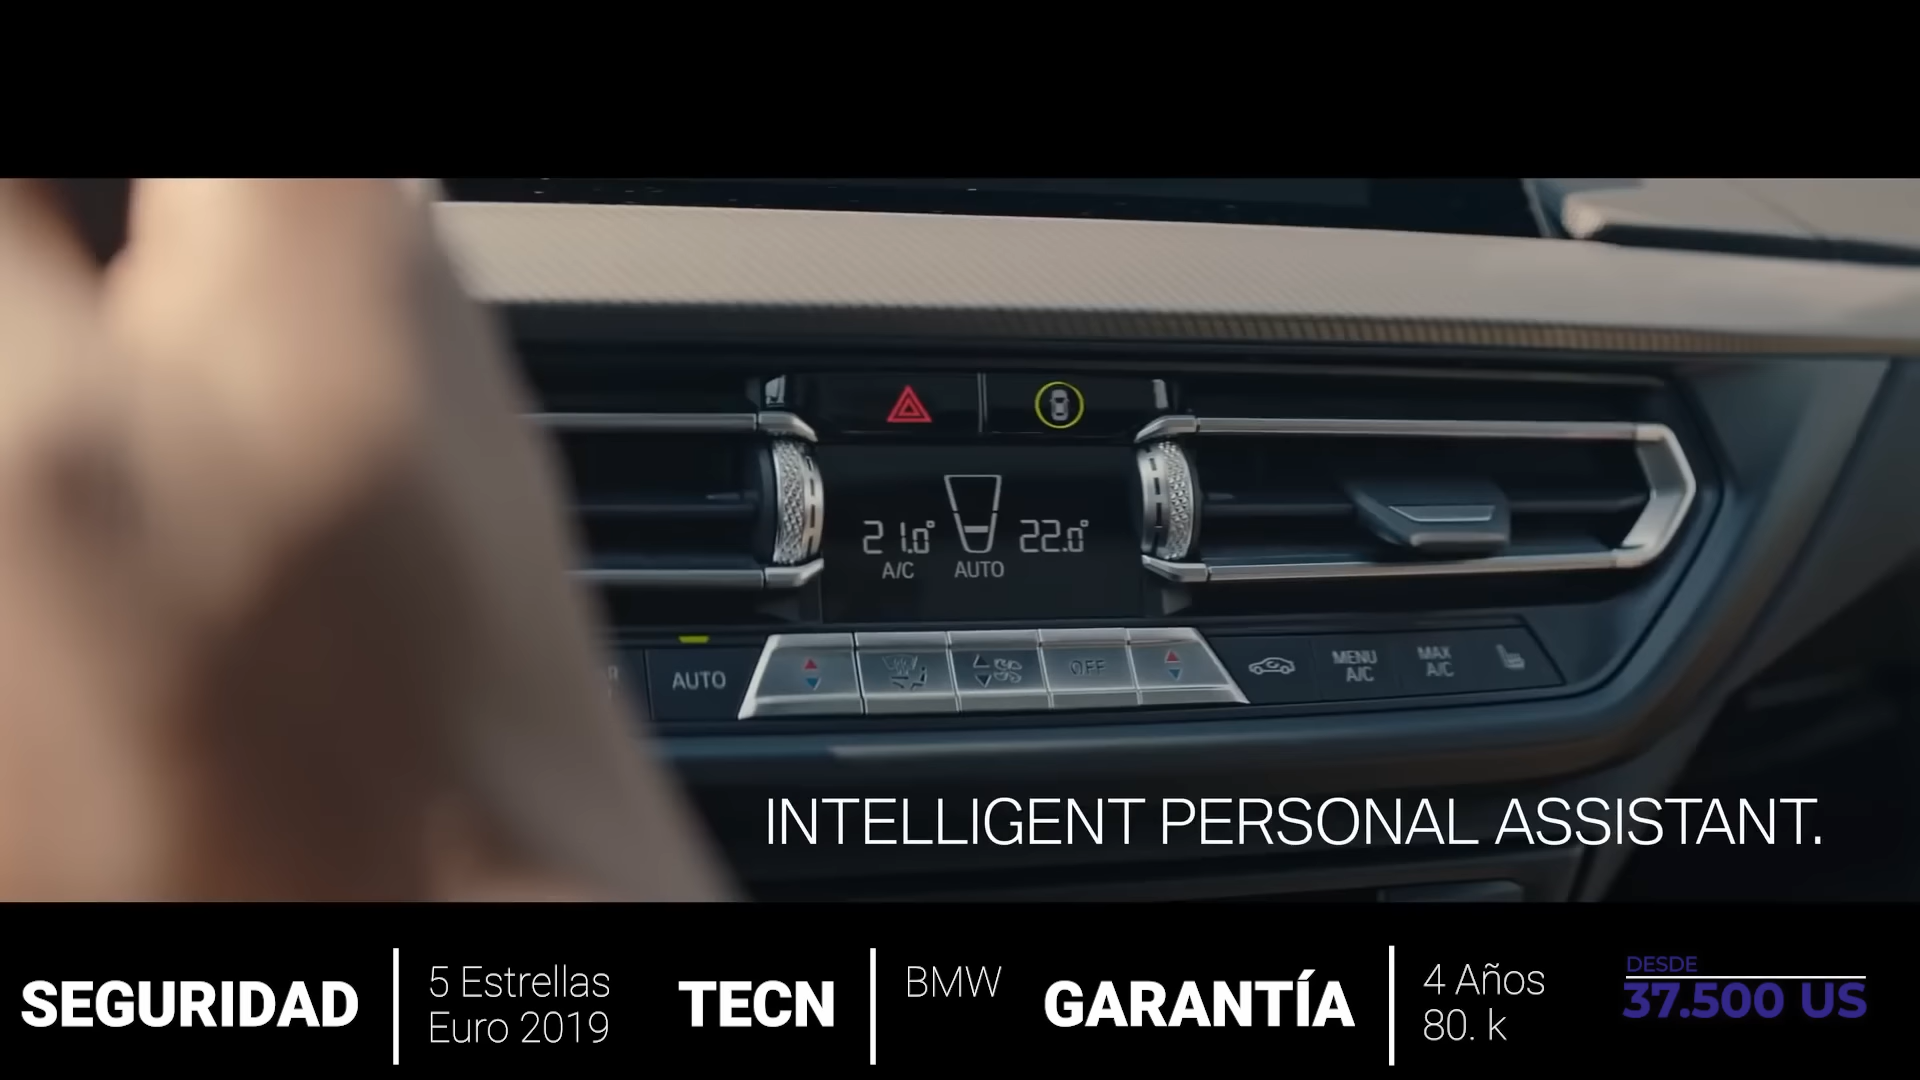 21.0° 22.0°
A/C AUTO
AUTO
OFF
MENU A/C
MAX A/C
INTELLIGENT PERSONAL ASSISTANT.
SEGURIDAD
5 Estrellas
Euro 2019
TECN
BMW
GARANTÍA
4 Años
80. k
DESDE
37.500 US